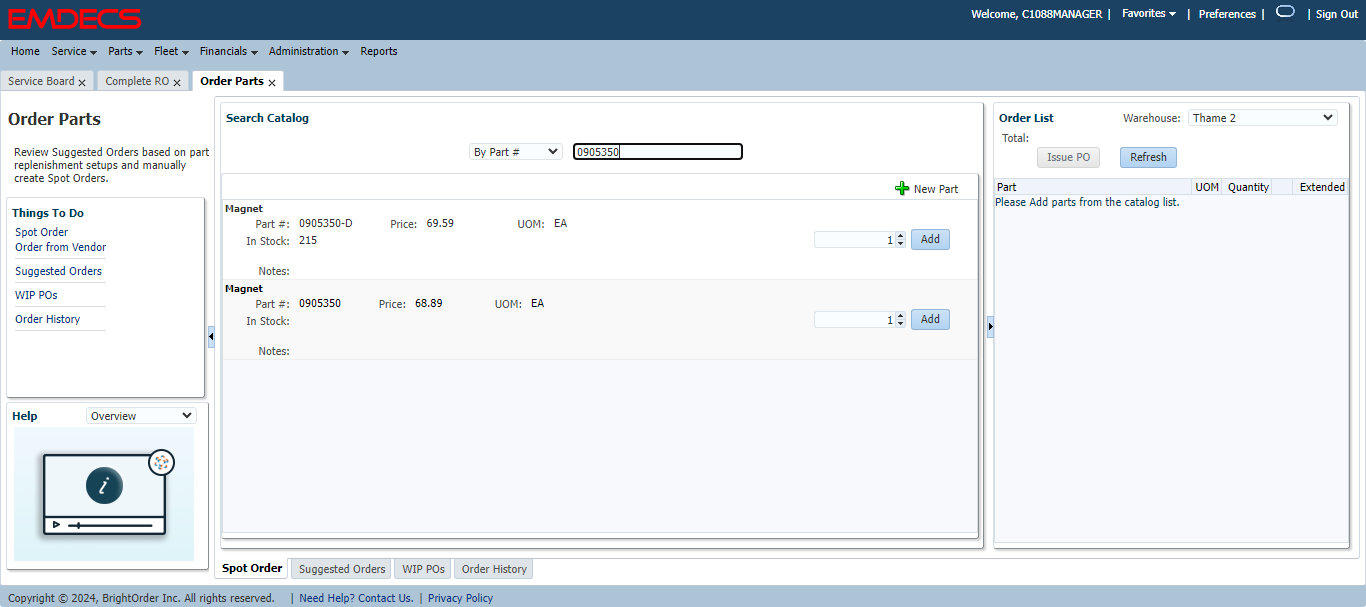 EMDECS
Welcome, C1088MANAGER | Favorites | Preferences | | Sign Out
Home Service Parts Fleet Financials Administration Reports
Service Board x Complete RO x Order Parts x
Order Parts
Review Suggested Orders based on part
replenishment setups and manually
create Spot Orders.
Things To Do
Spot Order
Order from Vendor
Suggested Orders
WIP POs
Order History
Help Overview
i
Search Catalog
By Part # 0905350
New Part
Magnet
Part #: 0905350-D Price: 69.59 UOM: EA
In Stock: 215 1 Add
Notes:
Magnet
Part #: 0905350 Price: 68.89 UOM: EA
In Stock: 1 Add
Notes:
Order List Warehouse: Thame 2
Total:
Issue PO Refresh
Part UOM Quantity Extended
Please Add parts from the catalog list.
Spot Order Suggested Orders WIP POs Order History
Copyright © 2024, BrightOrder Inc. All rights reserved. | Need Help? Contact Us. | Privacy Policy